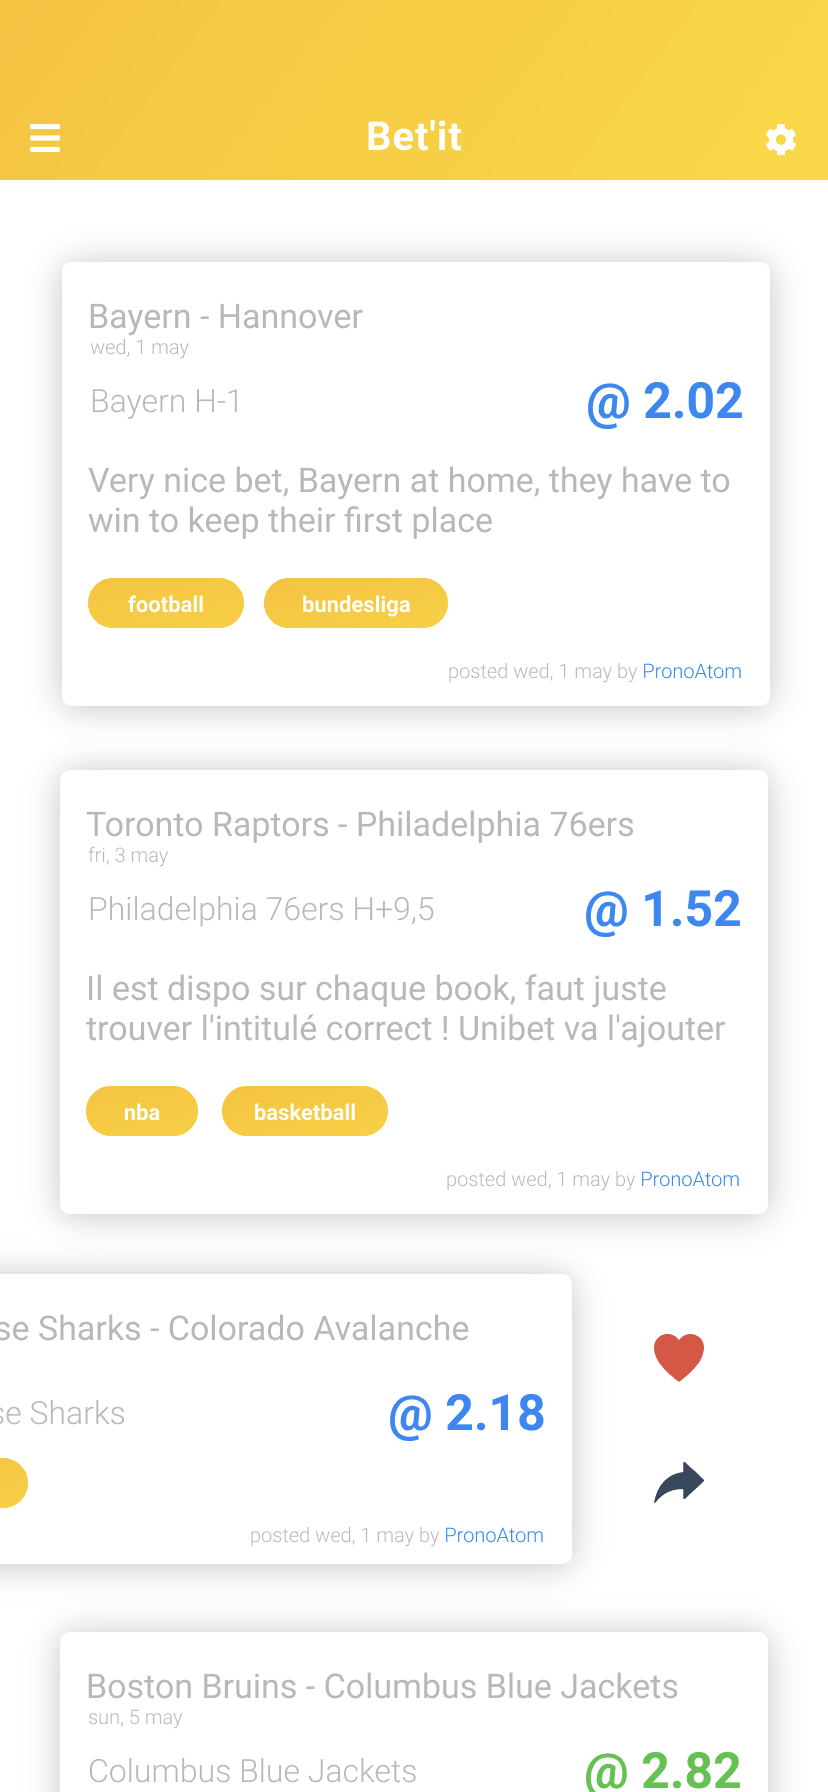 Bet'it
Bayern - Hannover
wed, 1 may
Bayern H-1
@ 2.02
Very nice bet, Bayern at home, they have to
win to keep their first place
football
bundesliga
posted wed, 1 may by PronoAtom
Toronto Raptors - Philadelphia 76ers
fri, 3 may
Philadelphia 76ers H+9,5
@ 1.52
Il est dispo sur chaque book, faut juste
trouver l'intitulé correct ! Unibet va l'ajouter
nba
basketball
posted wed, 1 may by PronoAtom
se Sharks - Colorado Avalanche
se Sharks
@ 2.18
posted wed, 1 may by PronoAtom
Boston Bruins - Columbus Blue Jackets
sun, 5 may
Columbus Blue Jackets
@ 2.82